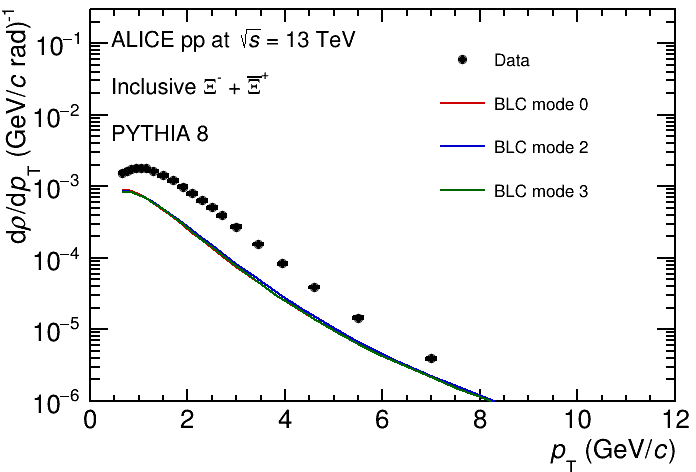 ALICE pp at √s = 13 TeV
Inclusive Ξ⁻ + Ξ̅⁺
PYTHIA 8
Data
BLC mode 0
BLC mode 2
BLC mode 3
dρ/dp_T (GeV/c rad)⁻¹
10⁻¹
10⁻²
10⁻³
10⁻⁴
10⁻⁵
10⁻⁶
0 2 4 6 8 10 12
p_T (GeV/c)